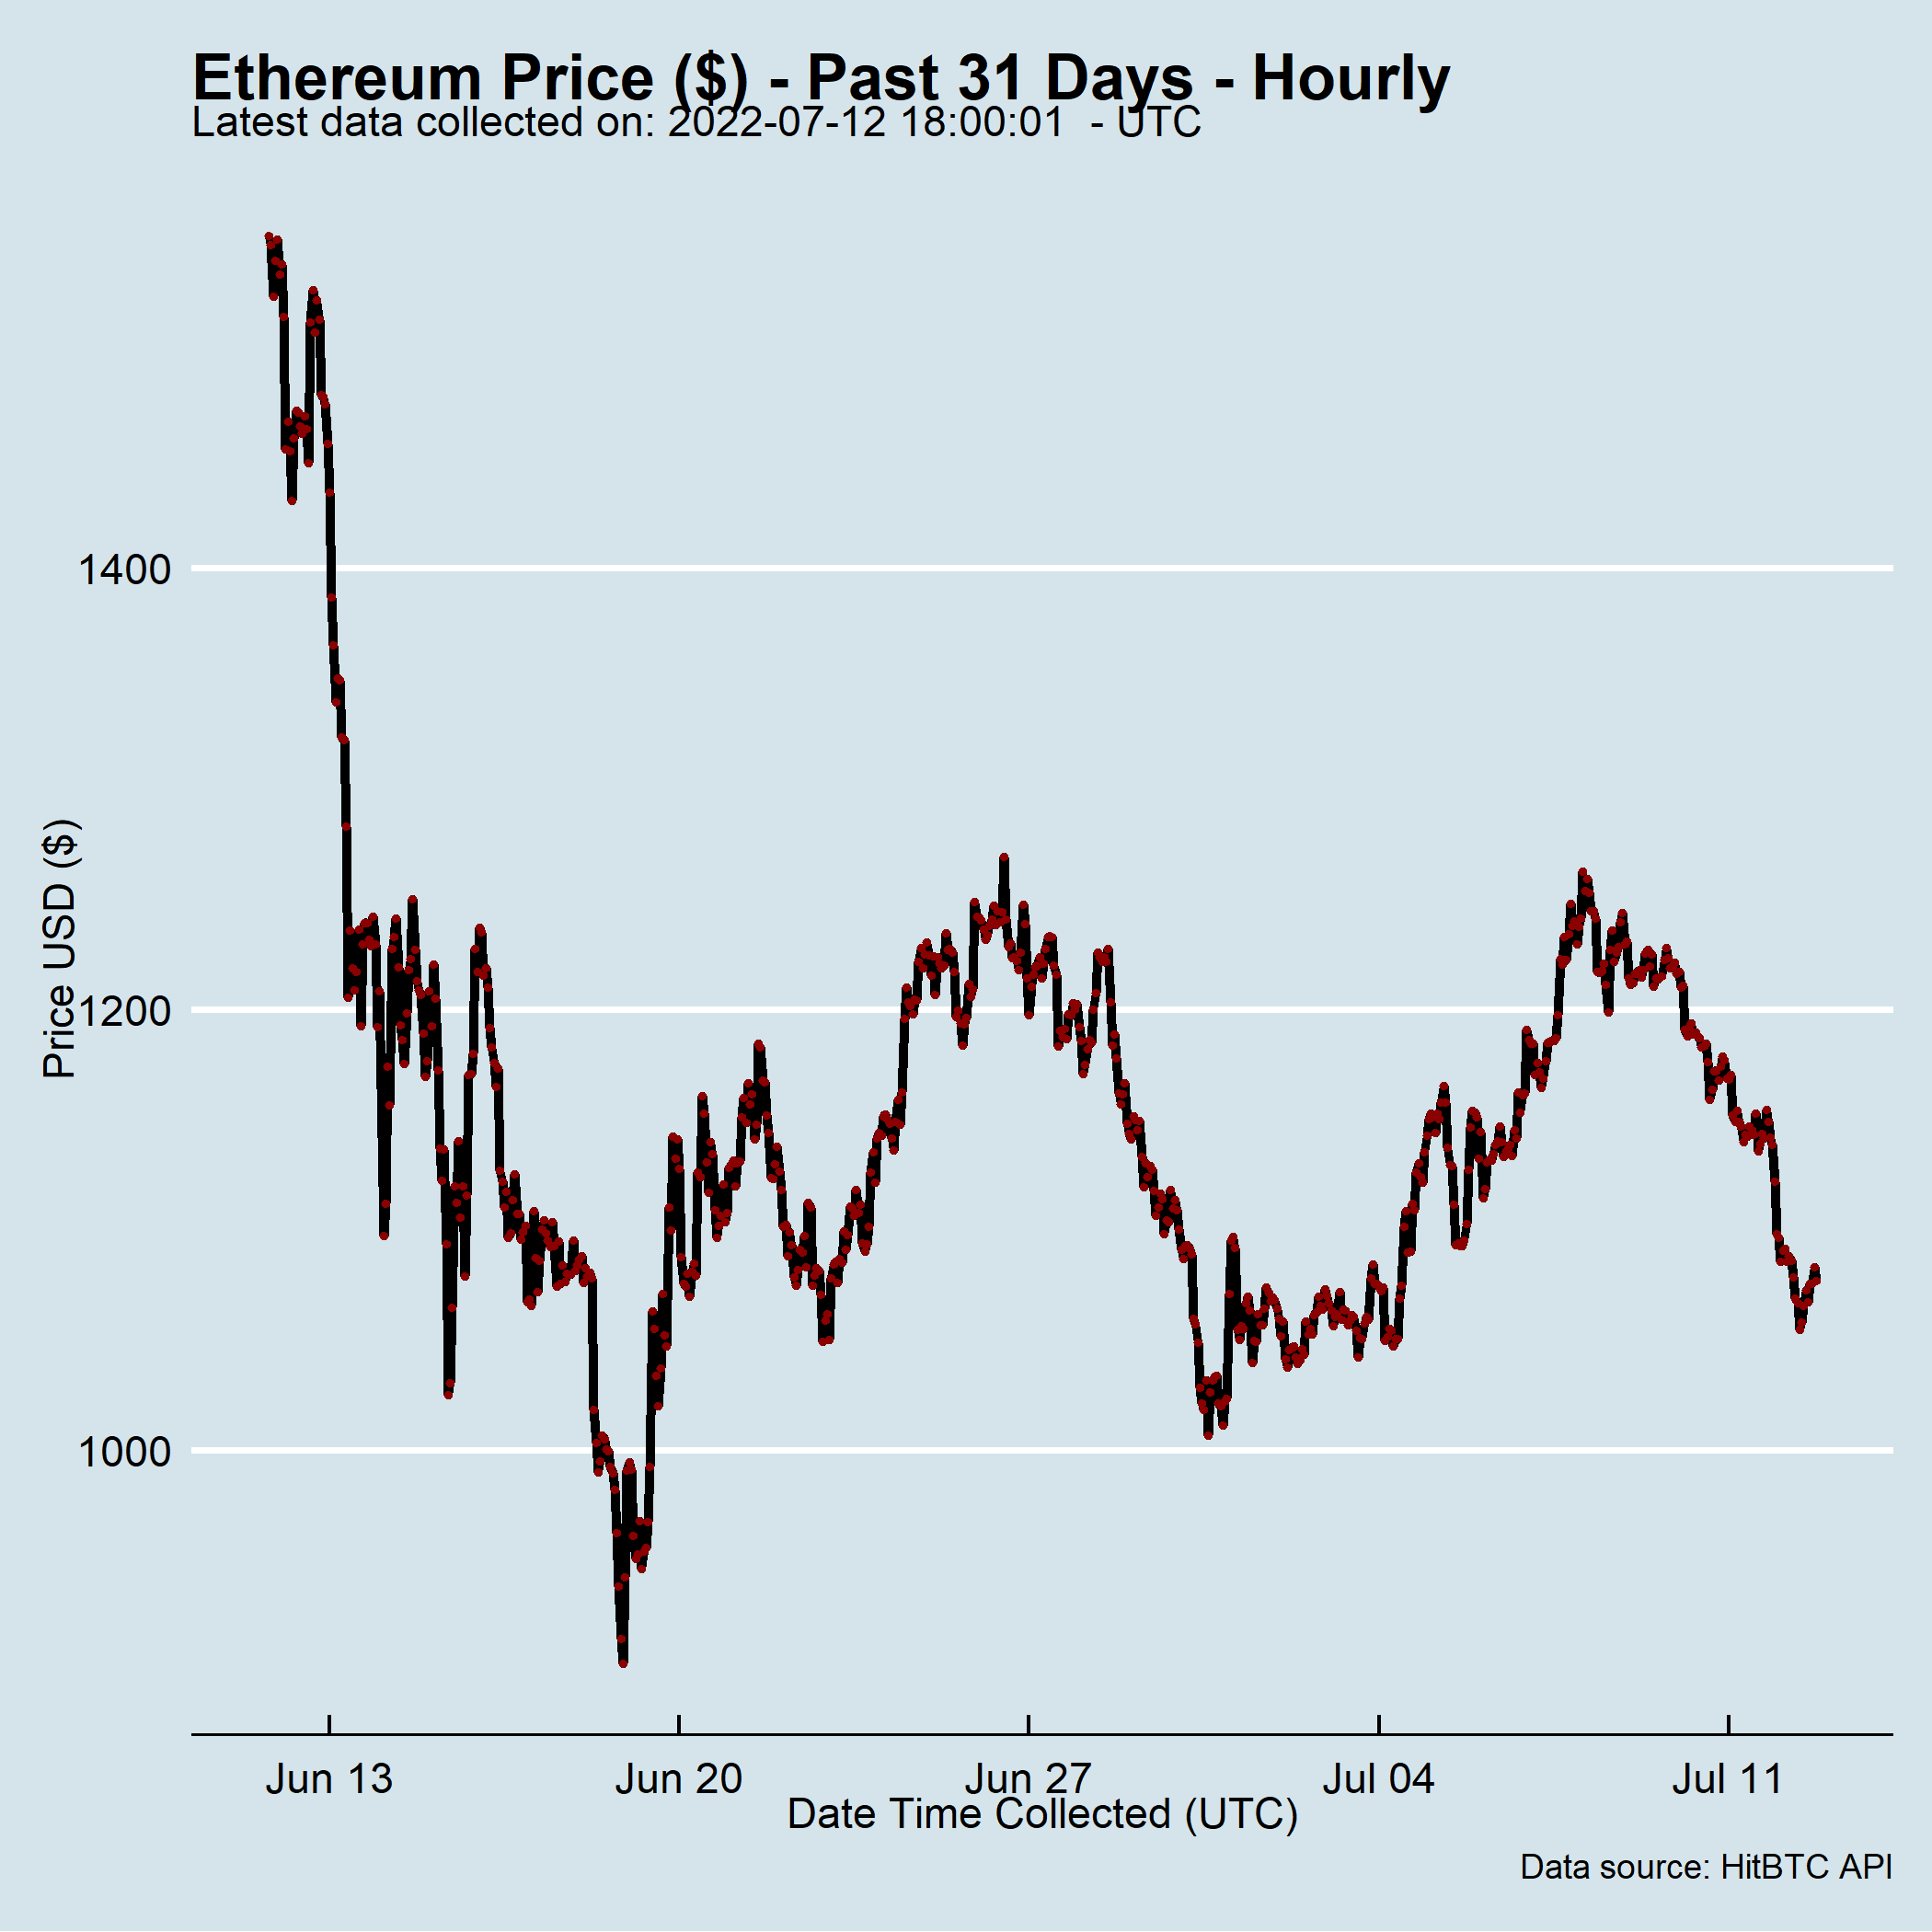 Ethereum Price ($) - Past 31 Days - Hourly
Latest data collected on: 2022-07-12 18:00:01  - UTC
Price USD ($)
1400
1200
1000
Jun 13
Jun 20
Jun 27
Jul 04
Jul 11
Date Time Collected (UTC)
Data source: HitBTC API